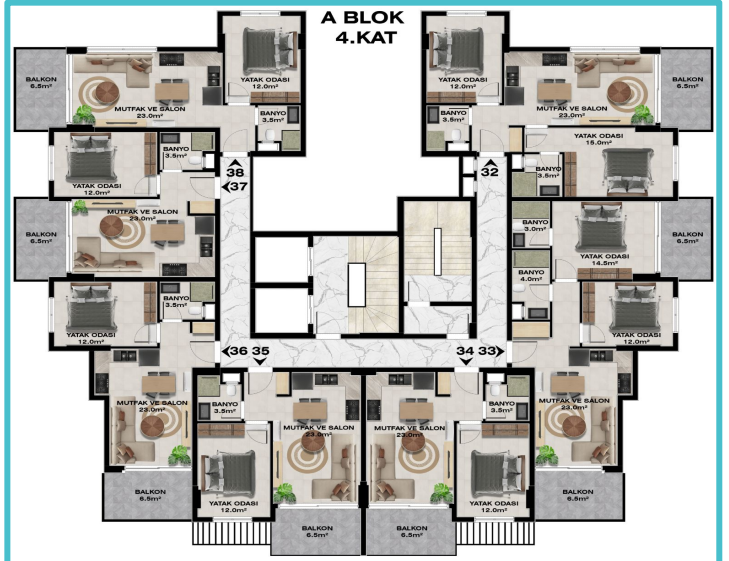 A BLOK
4.KAT
BALKON
6.5m²
MUTFAK VE SALON
23.0m²
YATAK ODASI
12.0m²
BANYO
3.5m²
YATAK ODASI
12.0m²
BANYO
3.5m²
MUTFAK VE SALON
23.0m²
BALKON
6.5m²
YATAK ODASI
15.0m²
BANYO
3.5m²
38
37
32
YATAK ODASI
12.0m²
BANYO
3.5m²
BALKON
6.5m²
MUTFAK VE SALON
23.0m²
BANYO
3.0m²
YATAK ODASI
14.5m²
BALKON
6.5m²
BANYO
4.0m²
YATAK ODASI
12.0m²
BANYO
3.5m²
YATAK ODASI
12.0m²
36
35
34
33
MUTFAK VE SALON
23.0m²
BANYO
3.5m²
MUTFAK VE SALON
23.0m²
MUTFAK VE SALON
23.0m²
BANYO
3.5m²
MUTFAK VE SALON
23.0m²
BALKON
6.5m²
YATAK ODASI
12.0m²
BALKON
6.5m²
BALKON
6.5m²
YATAK ODASI
12.0m²
BALKON
6.5m²